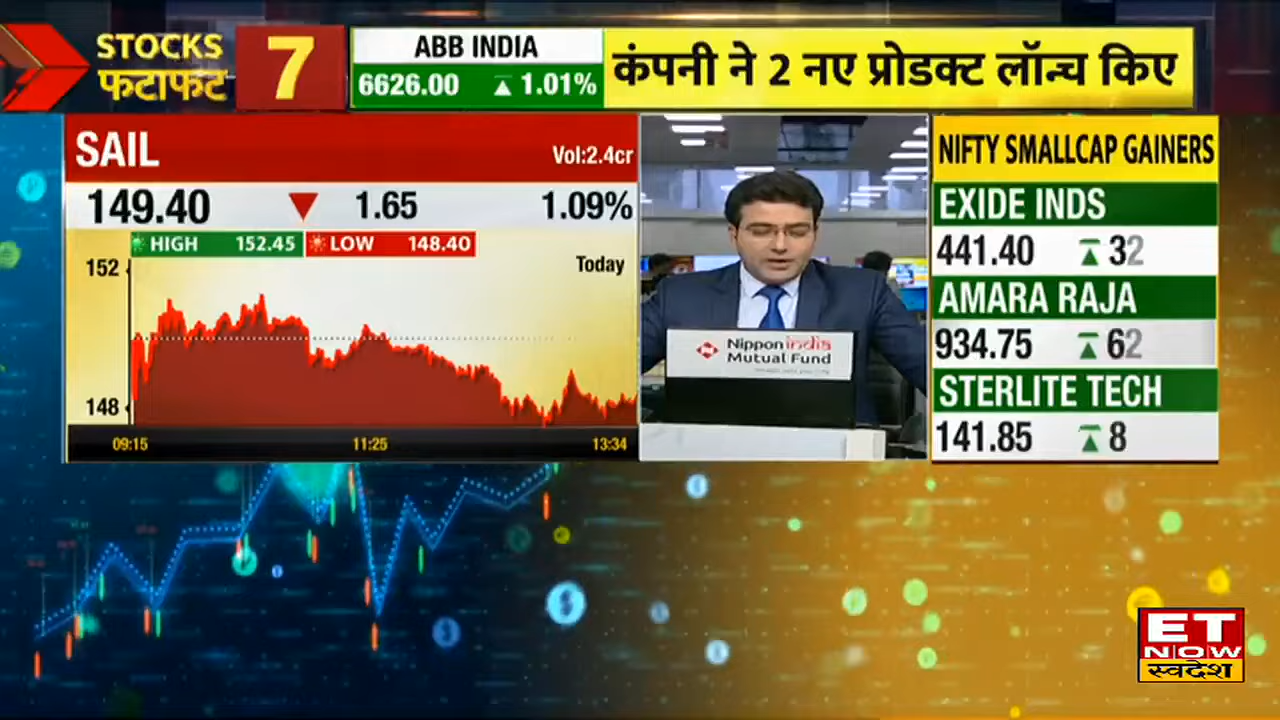 STOCKS
फटाफट
7
ABB INDIA
6626.00 1.01%
कंपनी ने 2 नए प्रोडक्ट लॉन्च किए
SAIL
Vol:2.4cr
149.40 1.65 1.09%
HIGH 152.45 LOW 148.40
Today
152
148
09:15 11:25 13:34
Nippon india
Mutual Fund
NIFTY SMALLCAP GAINERS
EXIDE INDS
441.40 32
AMARA RAJA
934.75 62
STERLITE TECH
141.85 8
ET
NOW
स्वदेश